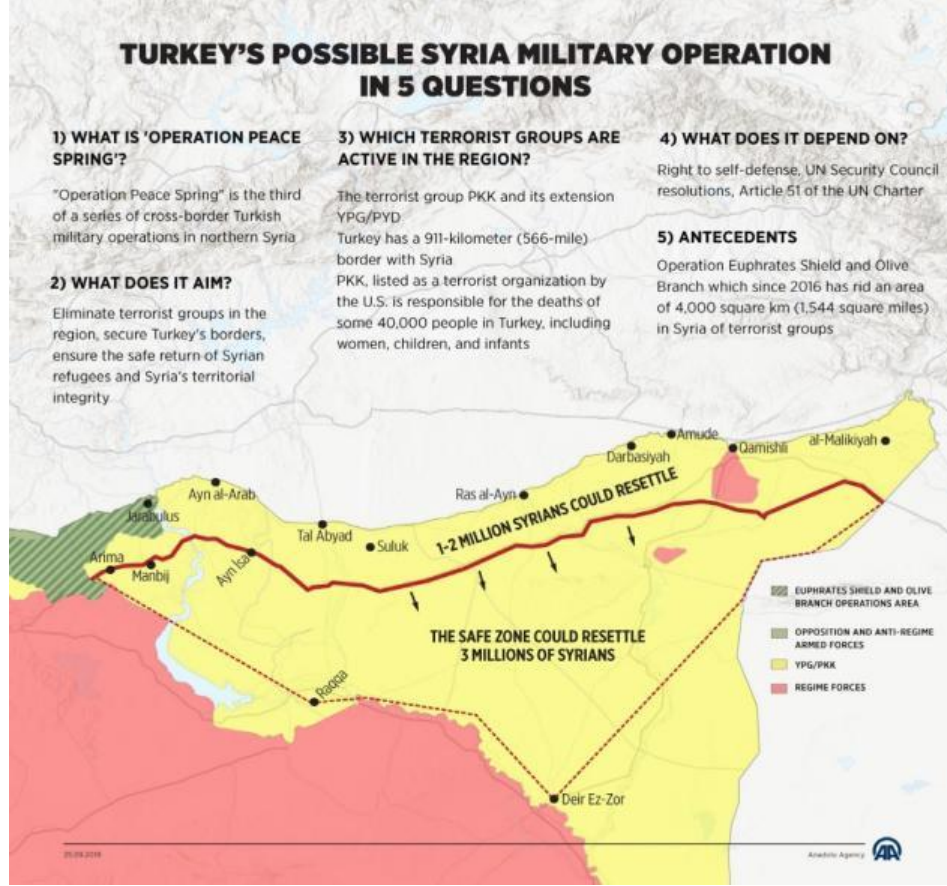 TURKEY'S POSSIBLE SYRIA MILITARY OPERATION
IN 5 QUESTIONS
1) WHAT IS 'OPERATION PEACE
SPRING'?
"Operation Peace Spring" is the third
of a series of cross-border Turkish
military operations in northern Syria
2) WHAT DOES IT AIM?
Eliminate terrorist groups in the
region, secure Turkey's borders,
ensure the safe return of Syrian
refugees and Syria's territorial
integrity
3) WHICH TERRORIST GROUPS ARE
ACTIVE IN THE REGION?
The terrorist group PKK and its extension
YPG/PYD
Turkey has a 911-kilometer (566-mile)
border with Syria
PKK, listed as a terrorist organization by
the U.S. is responsible for the deaths of
some 40,000 people in Turkey, including
women, children, and infants
4) WHAT DOES IT DEPEND ON?
Right to self-defense, UN Security Council
resolutions, Article 51 of the UN Charter
5) ANTECEDENTS
Operation Euphrates Shield and Olive
Branch which since 2016 has rid an area
of 4,000 square km (1,544 square miles)
in Syria of terrorist groups
Amude
Qamishli
al-Malikiyah
Darbasiyah
Ayn al-Arab
Ras al-Ayn
Jarabulus
Tal Abyad
Suluk
1-2 MILLION SYRIANS COULD RESETTLE
Arima
Manbij
Ayn Isa
THE SAFE ZONE COULD RESETTLE
3 MILLIONS OF SYRIANS
Raqqa
Deir Ez-Zor
EUPHRATES SHIELD AND OLIVE
BRANCH OPERATIONS AREA
OPPOSITION AND ANTI-REGIME
ARMED FORCES
YPG/PKK
REGIME FORCES
Anadolu Agency
AA